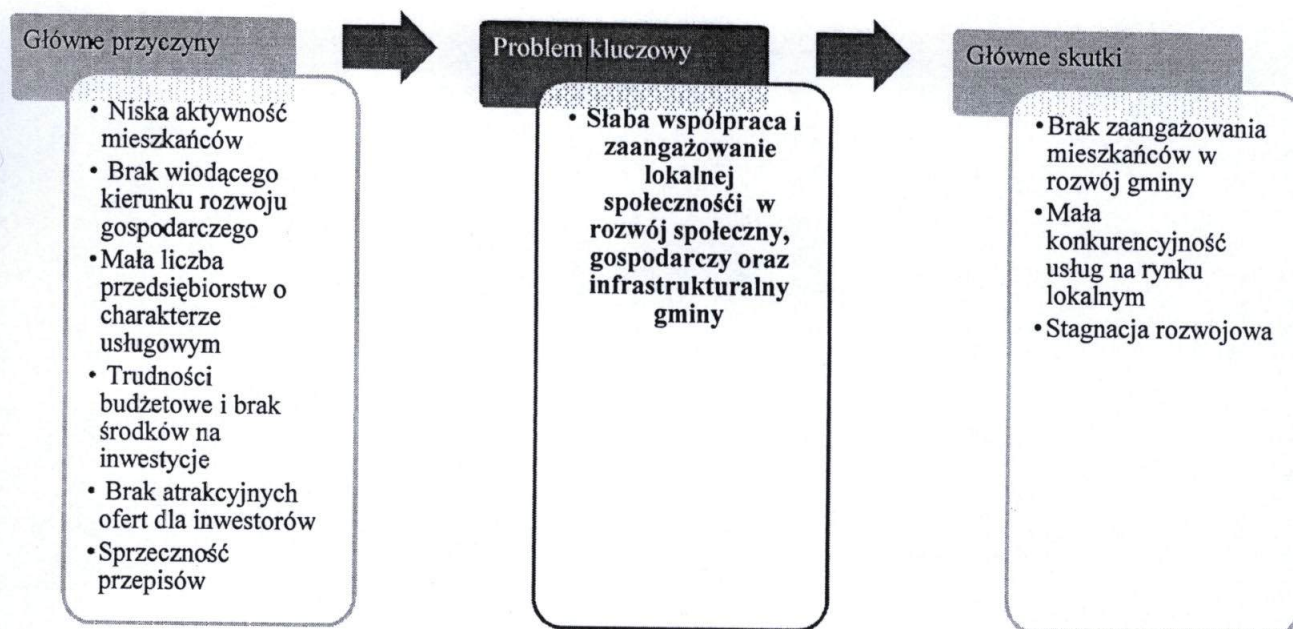 Główne przyczyny
• Niska aktywność
mieszkańców
• Brak wiodącego
kierunku rozwoju
gospodarczego
• Mała liczba
przedsiębiorstw o
charakterze
usługowym
• Trudności
budżetowe i brak
środków na
inwestycje
• Brak atrakcyjnych
ofert dla inwestorów
• Sprzeczność
przepisów
Problem kluczowy
• Słaba współpraca i
zaangażowanie
lokalnej
społecznośći w
rozwój społeczny,
gospodarczy oraz
infrastrukturalny
gminy
Główne skutki
• Brak zaangażowania
mieszkańców w
rozwój gminy
• Mała
konkurencyjność
usług na rynku
lokalnym
• Stagnacja rozwojowa